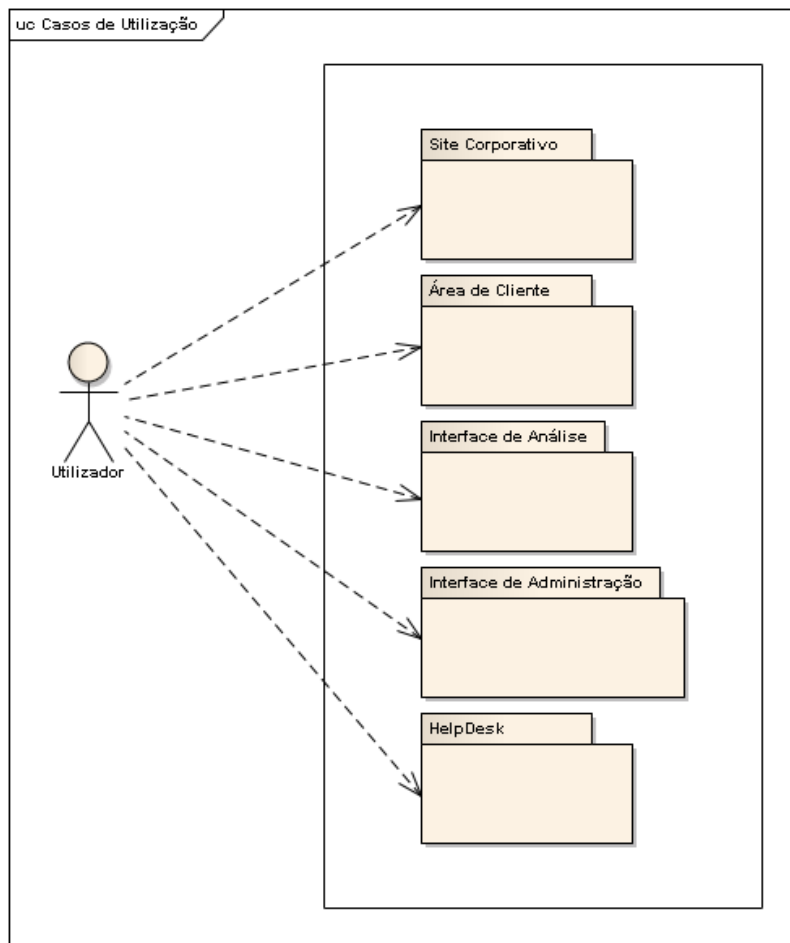 uc Casos de Utilização
Site Corporativo
Área de Cliente
Utilizador
Interface de Análise
Interface de Administração
HelpDesk